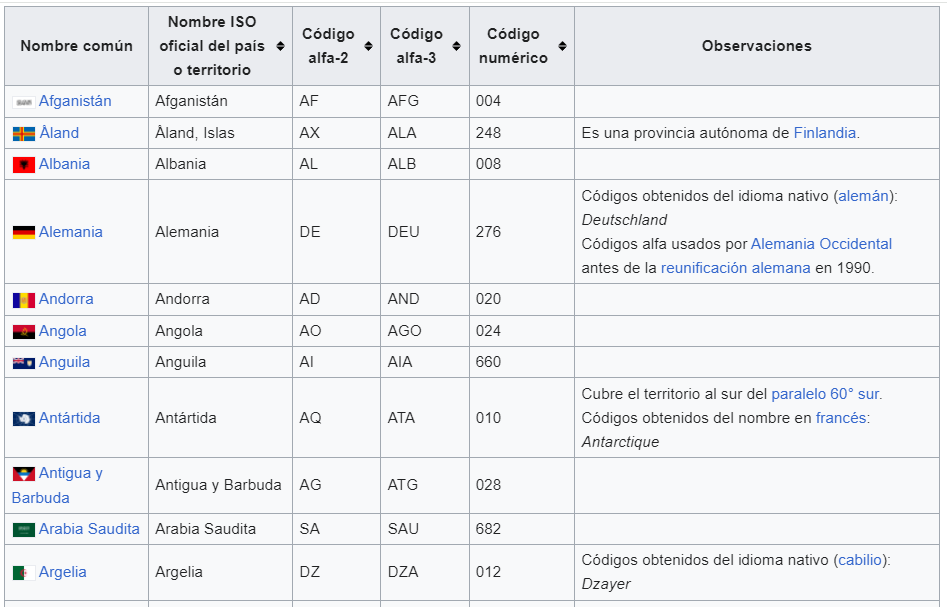 Nombre común Nombre ISO oficial del país o territorio Código alfa-2 Código alfa-3 Código numérico Observaciones
Afganistán Afganistán AF AFG 004
Åland Åland, Islas AX ALA 248 Es una provincia autónoma de Finlandia.
Albania Albania AL ALB 008
Alemania Alemania DE DEU 276 Códigos obtenidos del idioma nativo (alemán):
Deutschland
Códigos alfa usados por Alemania Occidental
antes de la reunificación alemana en 1990.
Andorra Andorra AD AND 020
Angola Angola AO AGO 024
Anguila Anguila AI AIA 660
Antártida Antártida AQ ATA 010 Cubre el territorio al sur del paralelo 60° sur.
Códigos obtenidos del nombre en francés:
Antarctique
Antigua y
Barbuda Antigua y Barbuda AG ATG 028
Arabia Saudita Arabia Saudita SA SAU 682
Argelia Argelia DZ DZA 012 Códigos obtenidos del idioma nativo (cabilio):
Dzayer